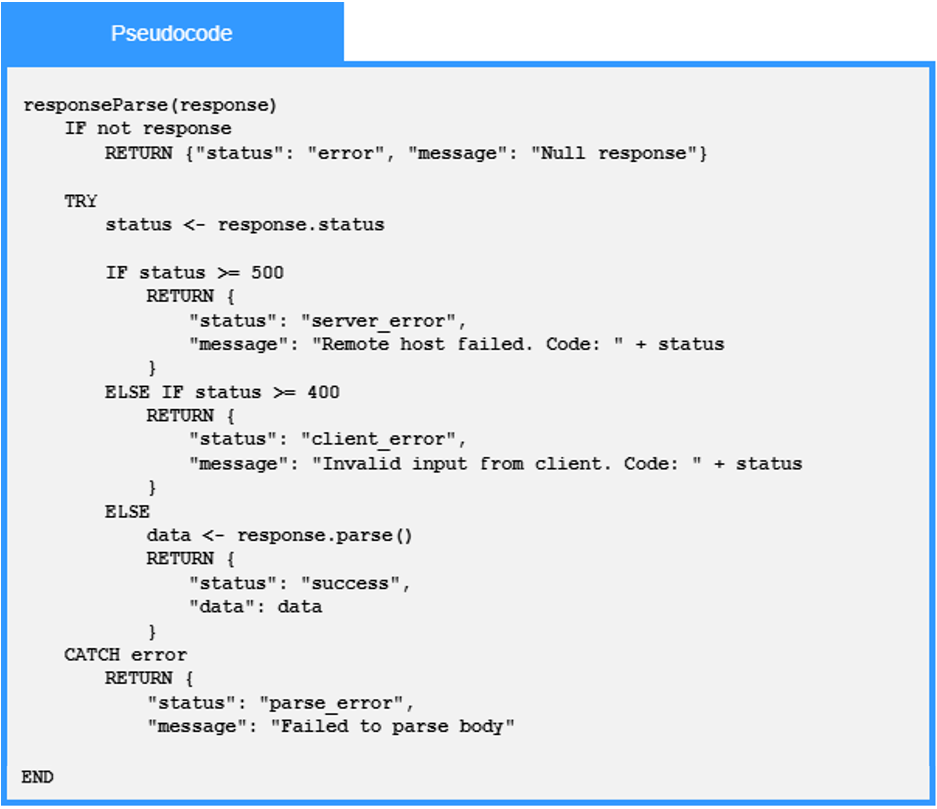 Pseudocode
responseParse(response)
    IF not response
        RETURN {"status": "error", "message": "Null response"}

    TRY
        status <- response.status

        IF status >= 500
            RETURN {
                "status": "server_error",
                "message": "Remote host failed. Code: " + status
            }
        ELSE IF status >= 400
            RETURN {
                "status": "client_error",
                "message": "Invalid input from client. Code: " + status
            }
        ELSE
            data <- response.parse()
            RETURN {
                "status": "success",
                "data": data
            }
    CATCH error
        RETURN {
            "status": "parse_error",
            "message": "Failed to parse body"

END